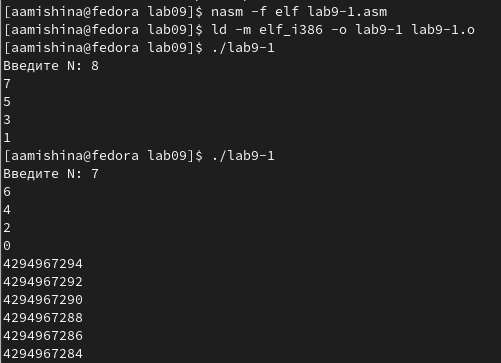 [aamishina@fedora lab09]$ nasm -f elf lab9-1.asm
[aamishina@fedora lab09]$ ld -m elf_i386 -o lab9-1 lab9-1.o
[aamishina@fedora lab09]$ ./lab9-1
Введите N: 8
7
5
3
1
[aamishina@fedora lab09]$ ./lab9-1
Введите N: 7
6
4
2
0
4294967294
4294967292
4294967290
4294967288
4294967286
4294967284